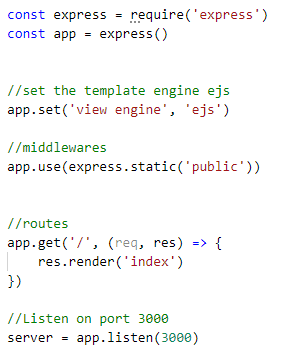 const express = require('express')
const app = express()
//set the template engine ejs
app.set('view engine', 'ejs')
//middlewares
app.use(express.static('public'))
//routes
app.get('/', (req, res) => {
    res.render('index')
})
//Listen on port 3000
server = app.listen(3000)